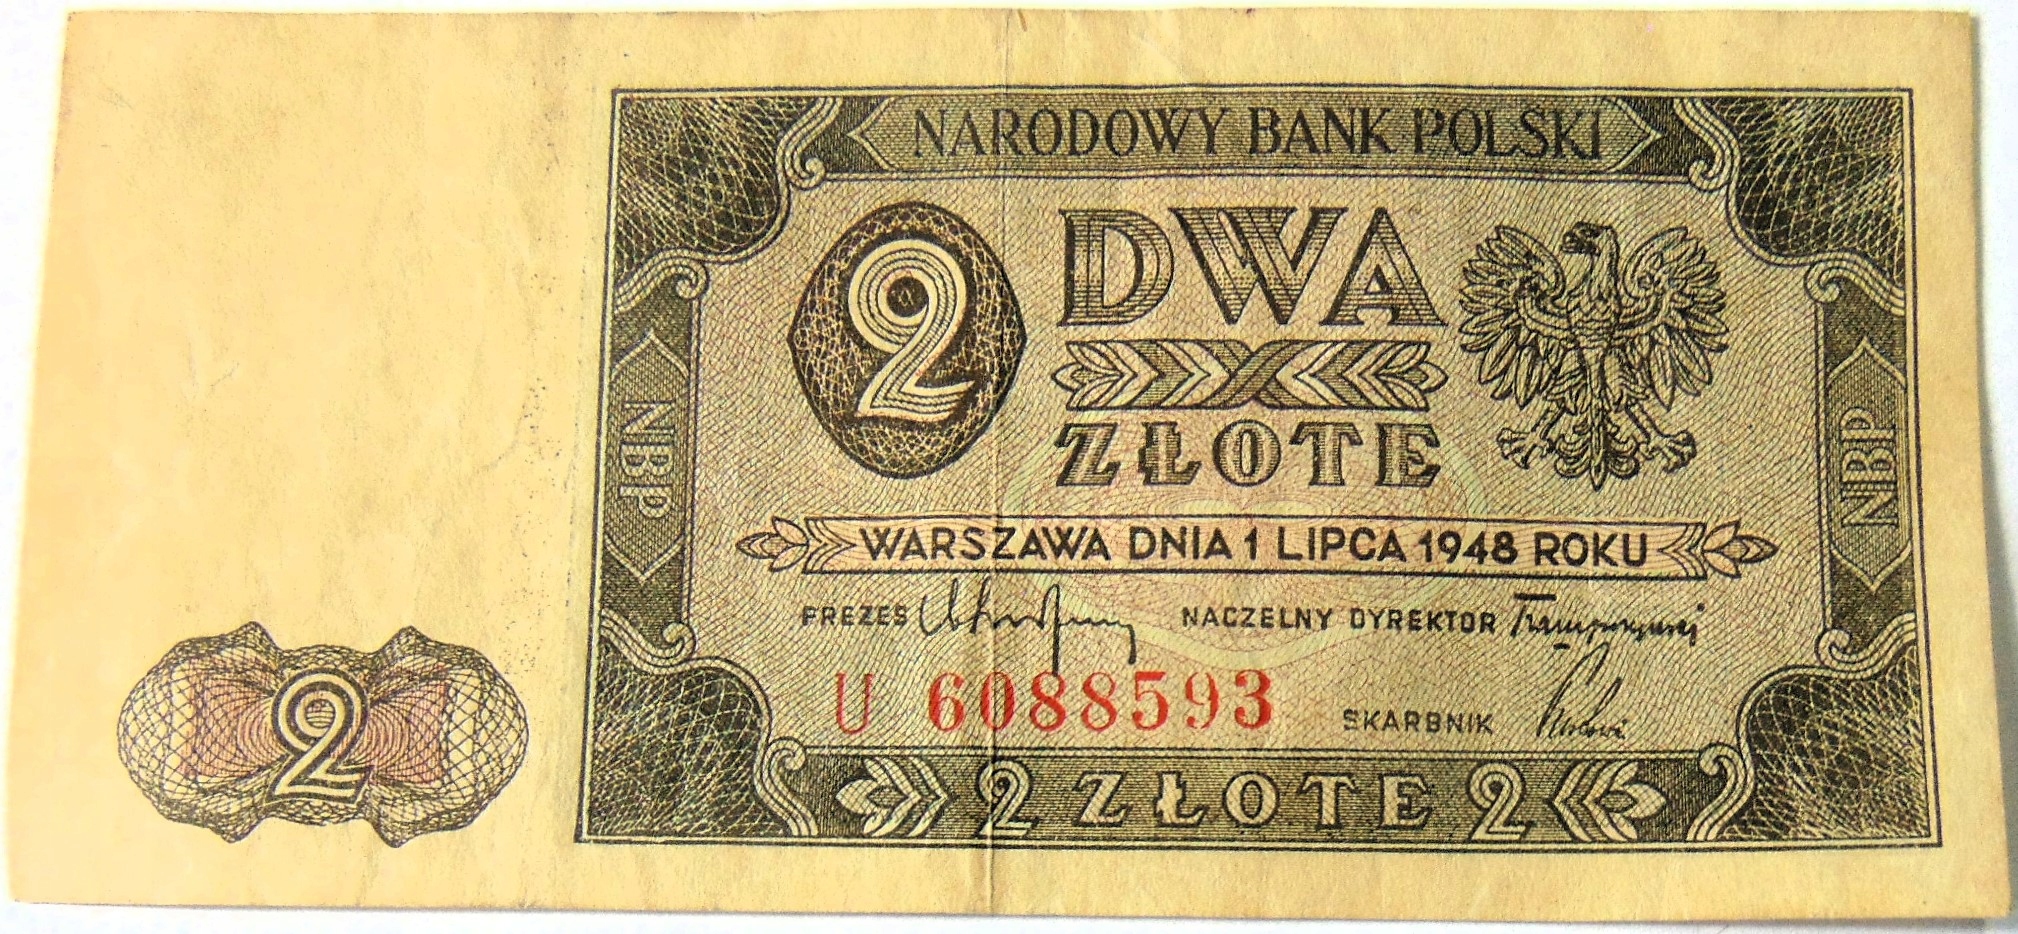 NARODOWY BANK POLSKI
2 DWA
ZŁOTE
NBP
NBP
WARSZAWA DNIA 1 LIPCA 1948 ROKU
PREZES NACZELNY DYREKTOR
U 6088593 SKARBNIK
2
2 ZŁOTE 2